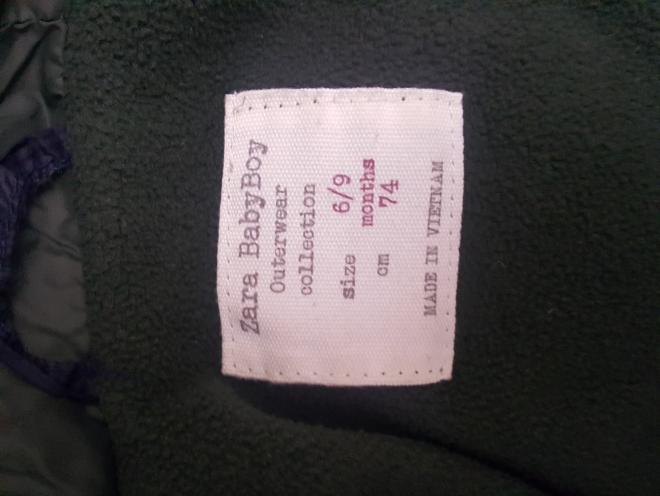 Zara BabyBoy
Outerwear
collection
size 6/9
months
cm 74
MADE IN VIETNAM